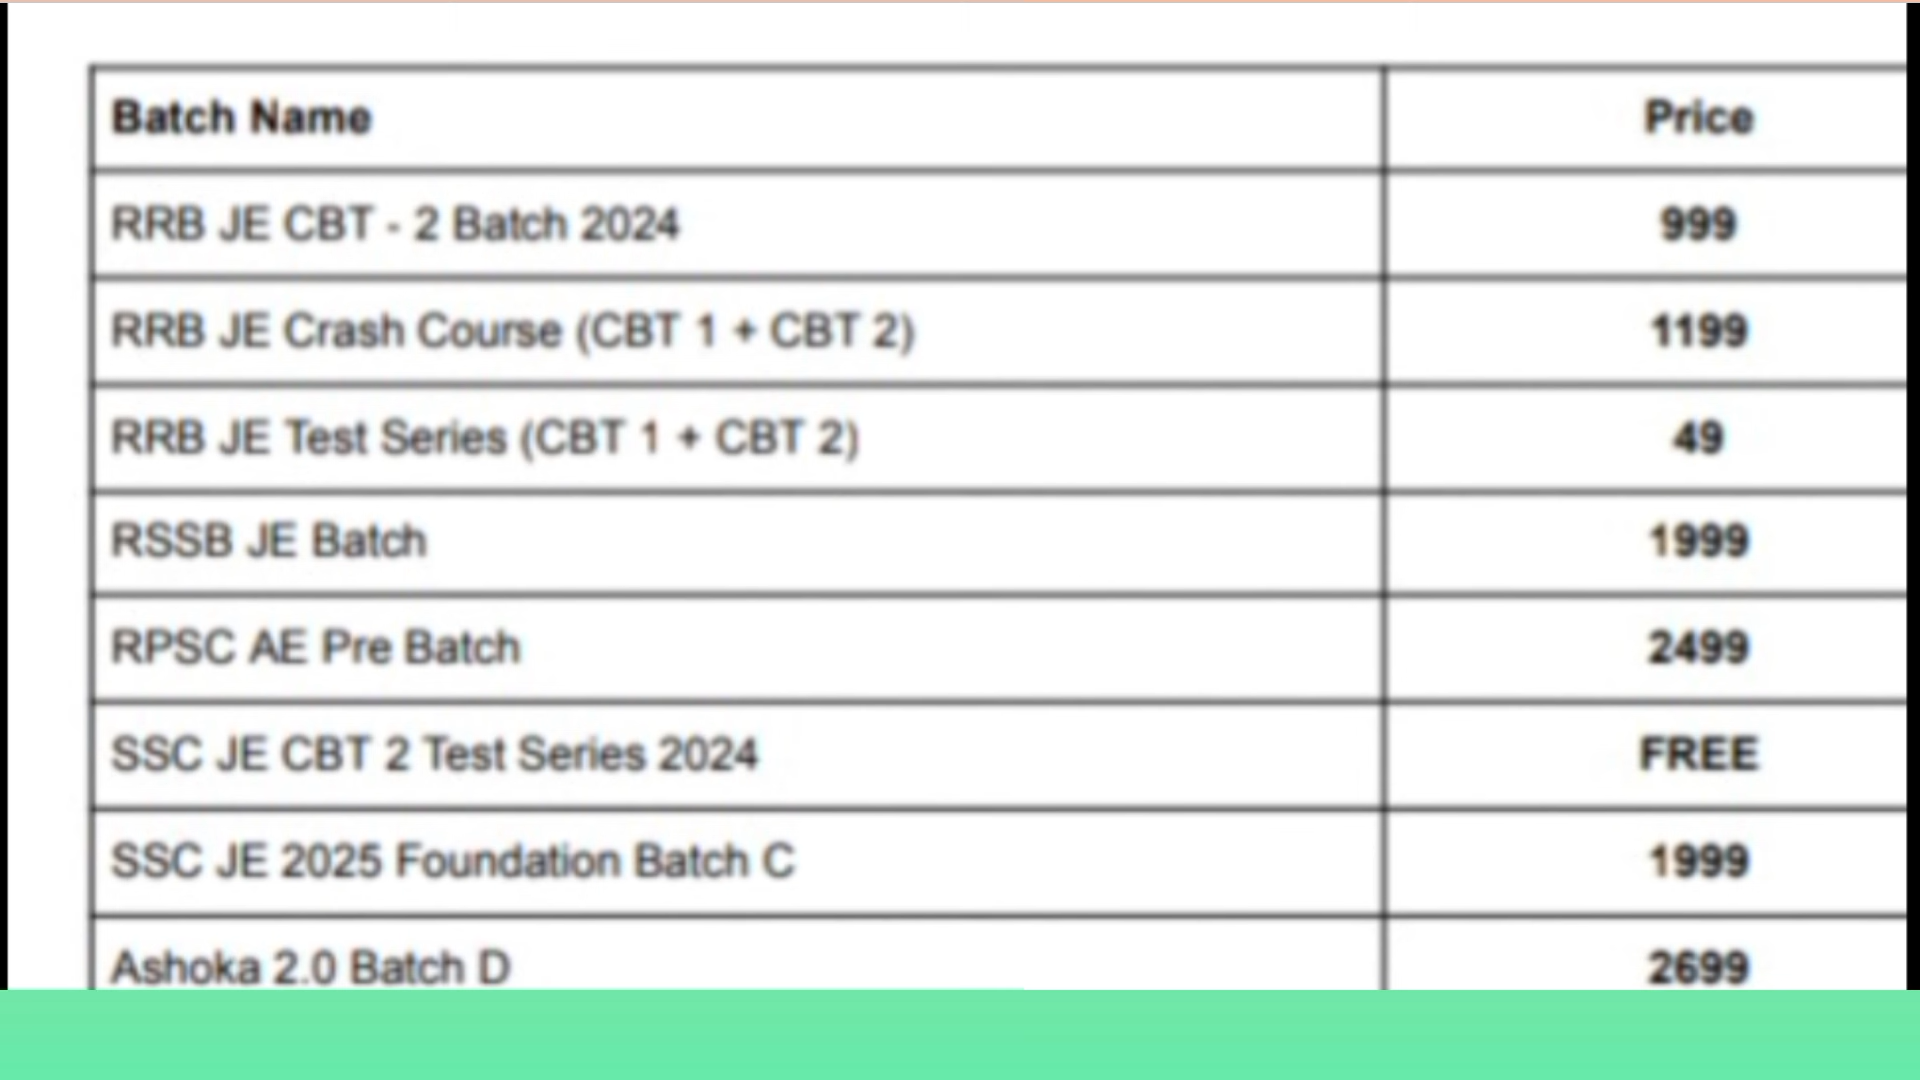 Batch Name Price
RRB JE CBT - 2 Batch 2024 999
RRB JE Crash Course (CBT 1 + CBT 2) 1199
RRB JE Test Series (CBT 1 + CBT 2) 49
RSSB JE Batch 1999
RPSC AE Pre Batch 2499
SSC JE CBT 2 Test Series 2024 FREE
SSC JE 2025 Foundation Batch C 1999
Ashoka 2.0 Batch D 2699